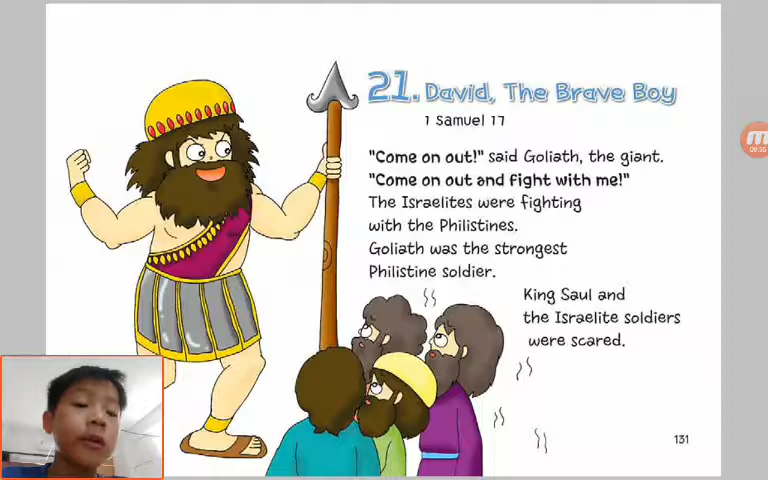 21. David, The Brave Boy
1 Samuel 17
"Come on out!" said Goliath, the giant.
"Come on out and fight with me!"
The Israelites were fighting
with the Philistines.
Goliath was the strongest
Philistine soldier.
King Saul and
the Israelite soldiers
were scared.
131
09:55